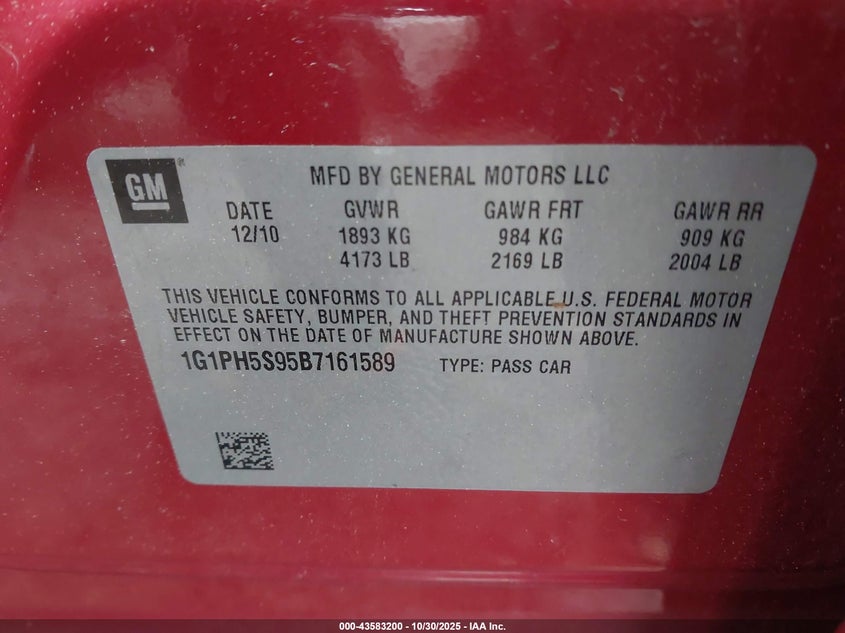 GM
MFD BY GENERAL MOTORS LLC
DATE GVWR GAWR FRT GAWR RR
12/10 1893 KG 984 KG 909 KG
4173 LB 2169 LB 2004 LB
THIS VEHICLE CONFORMS TO ALL APPLICABLE U.S. FEDERAL MOTOR
VEHICLE SAFETY, BUMPER, AND THEFT PREVENTION STANDARDS IN
EFFECT ON THE DATE OF MANUFACTURE SHOWN ABOVE.
1G1PH5S95B7161589 TYPE: PASS CAR
000-43583200 - 10/30/2025 - IAA Inc.